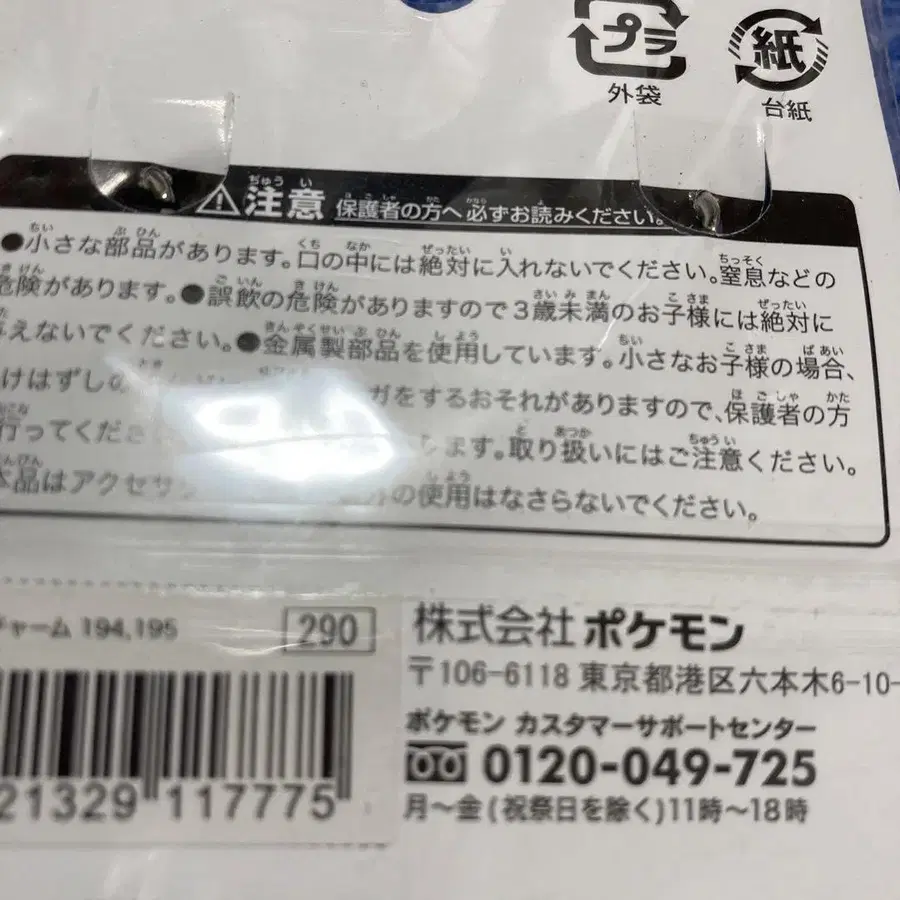 プラ
外袋
紙
台紙
注意 保護者の方へ必ずお読みください。
●小さな部品があります。口の中には絶対に入れないでください。窒息などの
危険があります。●誤飲の危険がありますので3歳未満のお子様には絶対に
えないでください。●金属製部品を使用しています。小さなお子様の場合、
けはずしの ガをするおそれがありますので、保護者の方
行ってくださ ます。取り扱いにはご注意ください。
本品はアクセサ の使用はなさらないでください。
チャーム 194,195
290
21329 117775
株式会社ポケモン
〒106-6118 東京都港区六本木6-10-
ポケモン カスタマーサポートセンター
0120-049-725
月～金(祝祭日を除く)11時～18時